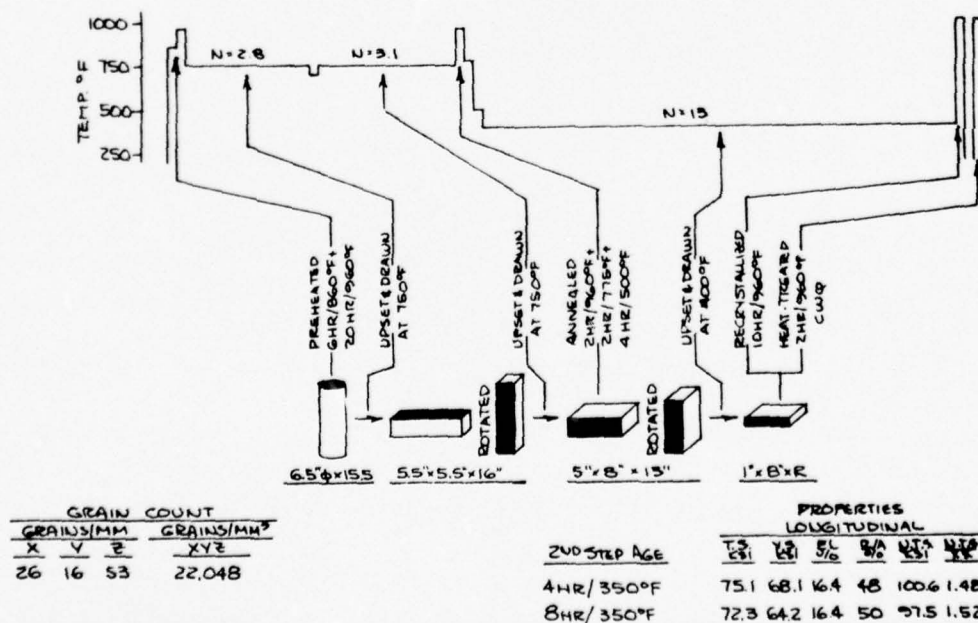 1000
750
500
250
TEMP. °F
N=2.8
N=3.1
N=15
PREHEATED
6HR/860°F+
20HR/960°F
UPSET & DRAWN
AT 750°F
UPSET & DRAWN
AT 750°F
ANNEALED
2HR/960°F+
2HR/775°F+
4HR/500°F
UPSET & DRAWN
AT 400°F
RECRYSTALLIZED
10HR/960°F
HEAT-TREATED
2HR/960°F
CWQ
ROTATED
ROTATED
6.5"φ×15.5
5.5"×5.5"×16"
5"×8"×13"
1"×8"×R
GRAIN COUNT
GRAINS/MM GRAINS/MM³
X Y Z XYZ
26 16 53 22,048
PROPERTIES
LONGITUDINAL
2ND STEP AGE
T.S. Y.S. EL R/A N.T.S.
KSI KSI % % KSI
4HR/350°F 75.1 68.1 16.4 48 100.6 1.48
8HR/350°F 72.3 64.2 16.4 50 97.5 1.52